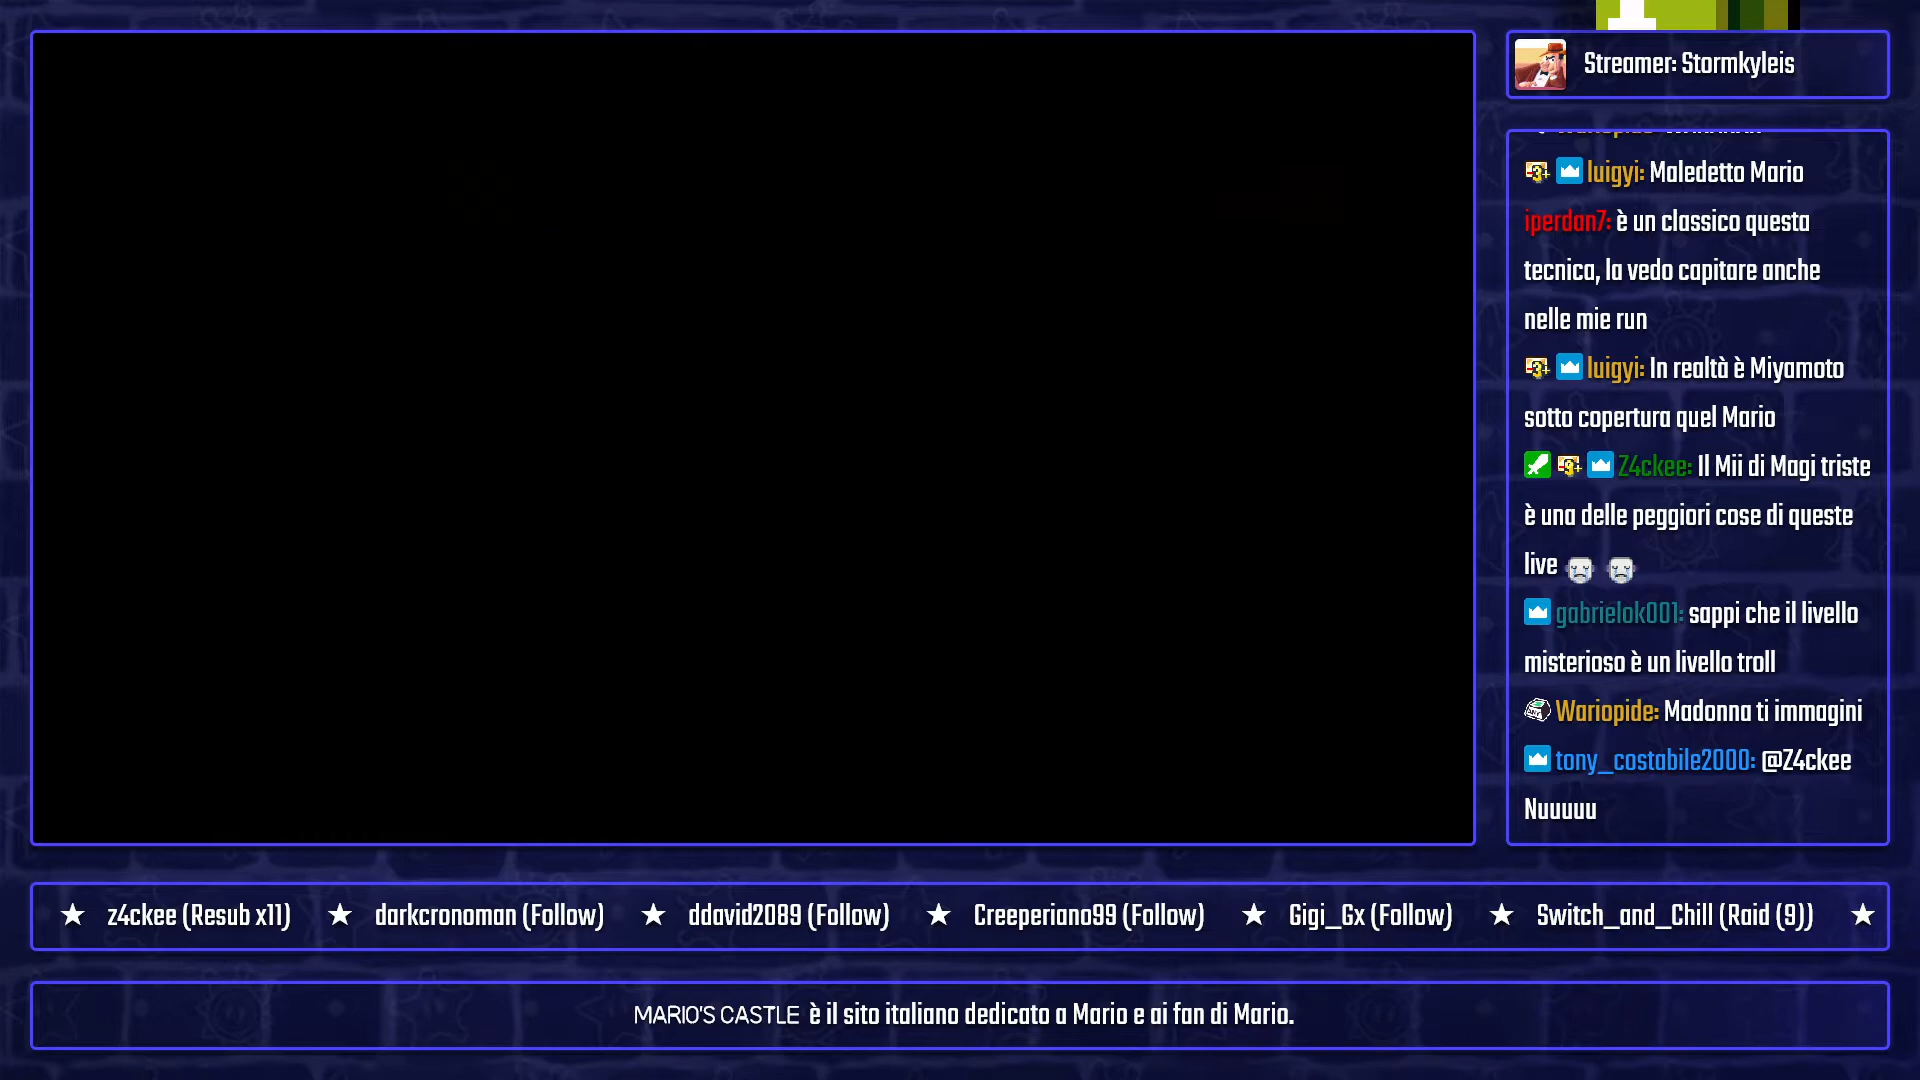 Streamer: Stormkyleis
luigyi: Maledetto Mario
iperdan7: è un classico questa
tecnica, la vedo capitare anche
nelle mie run
luigyi: In realtà è Miyamoto
sotto copertura quel Mario
Z4ckee: Il Mii di Magi triste
è una delle peggiori cose di queste
live
gabrielok001: sappi che il livello
misterioso è un livello troll
Wariopide: Madonna ti immagini
tony_costabile2000: @Z4ckee
Nuuuuu
★ z4ckee (Resub x11) ★ darkcronoman (Follow) ★ ddavid2089 (Follow) ★ Creeperiano99 (Follow) ★ Gigi_Gx (Follow) ★ Switch_and_Chill (Raid (9)) ★
MARIO'S CASTLE è il sito italiano dedicato a Mario e ai fan di Mario.